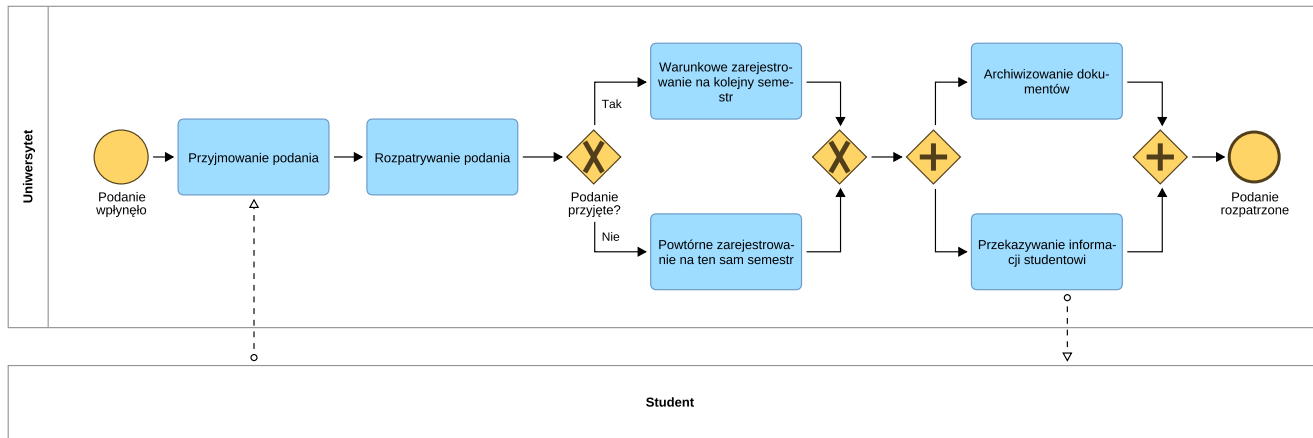 Uniwersytet
Podanie
wpłynęło
Przyjmowanie podania
Rozpatrywanie podania
Podanie
przyjęte?
Tak
Nie
Warunkowe zarejestro-
wanie na kolejny seme-
str
Powtórne zarejestrowa-
nie na ten sam semestr
Archiwizowanie doku-
mentów
Przekazywanie informa-
cji studentowi
Podanie
rozpatrzone
Student